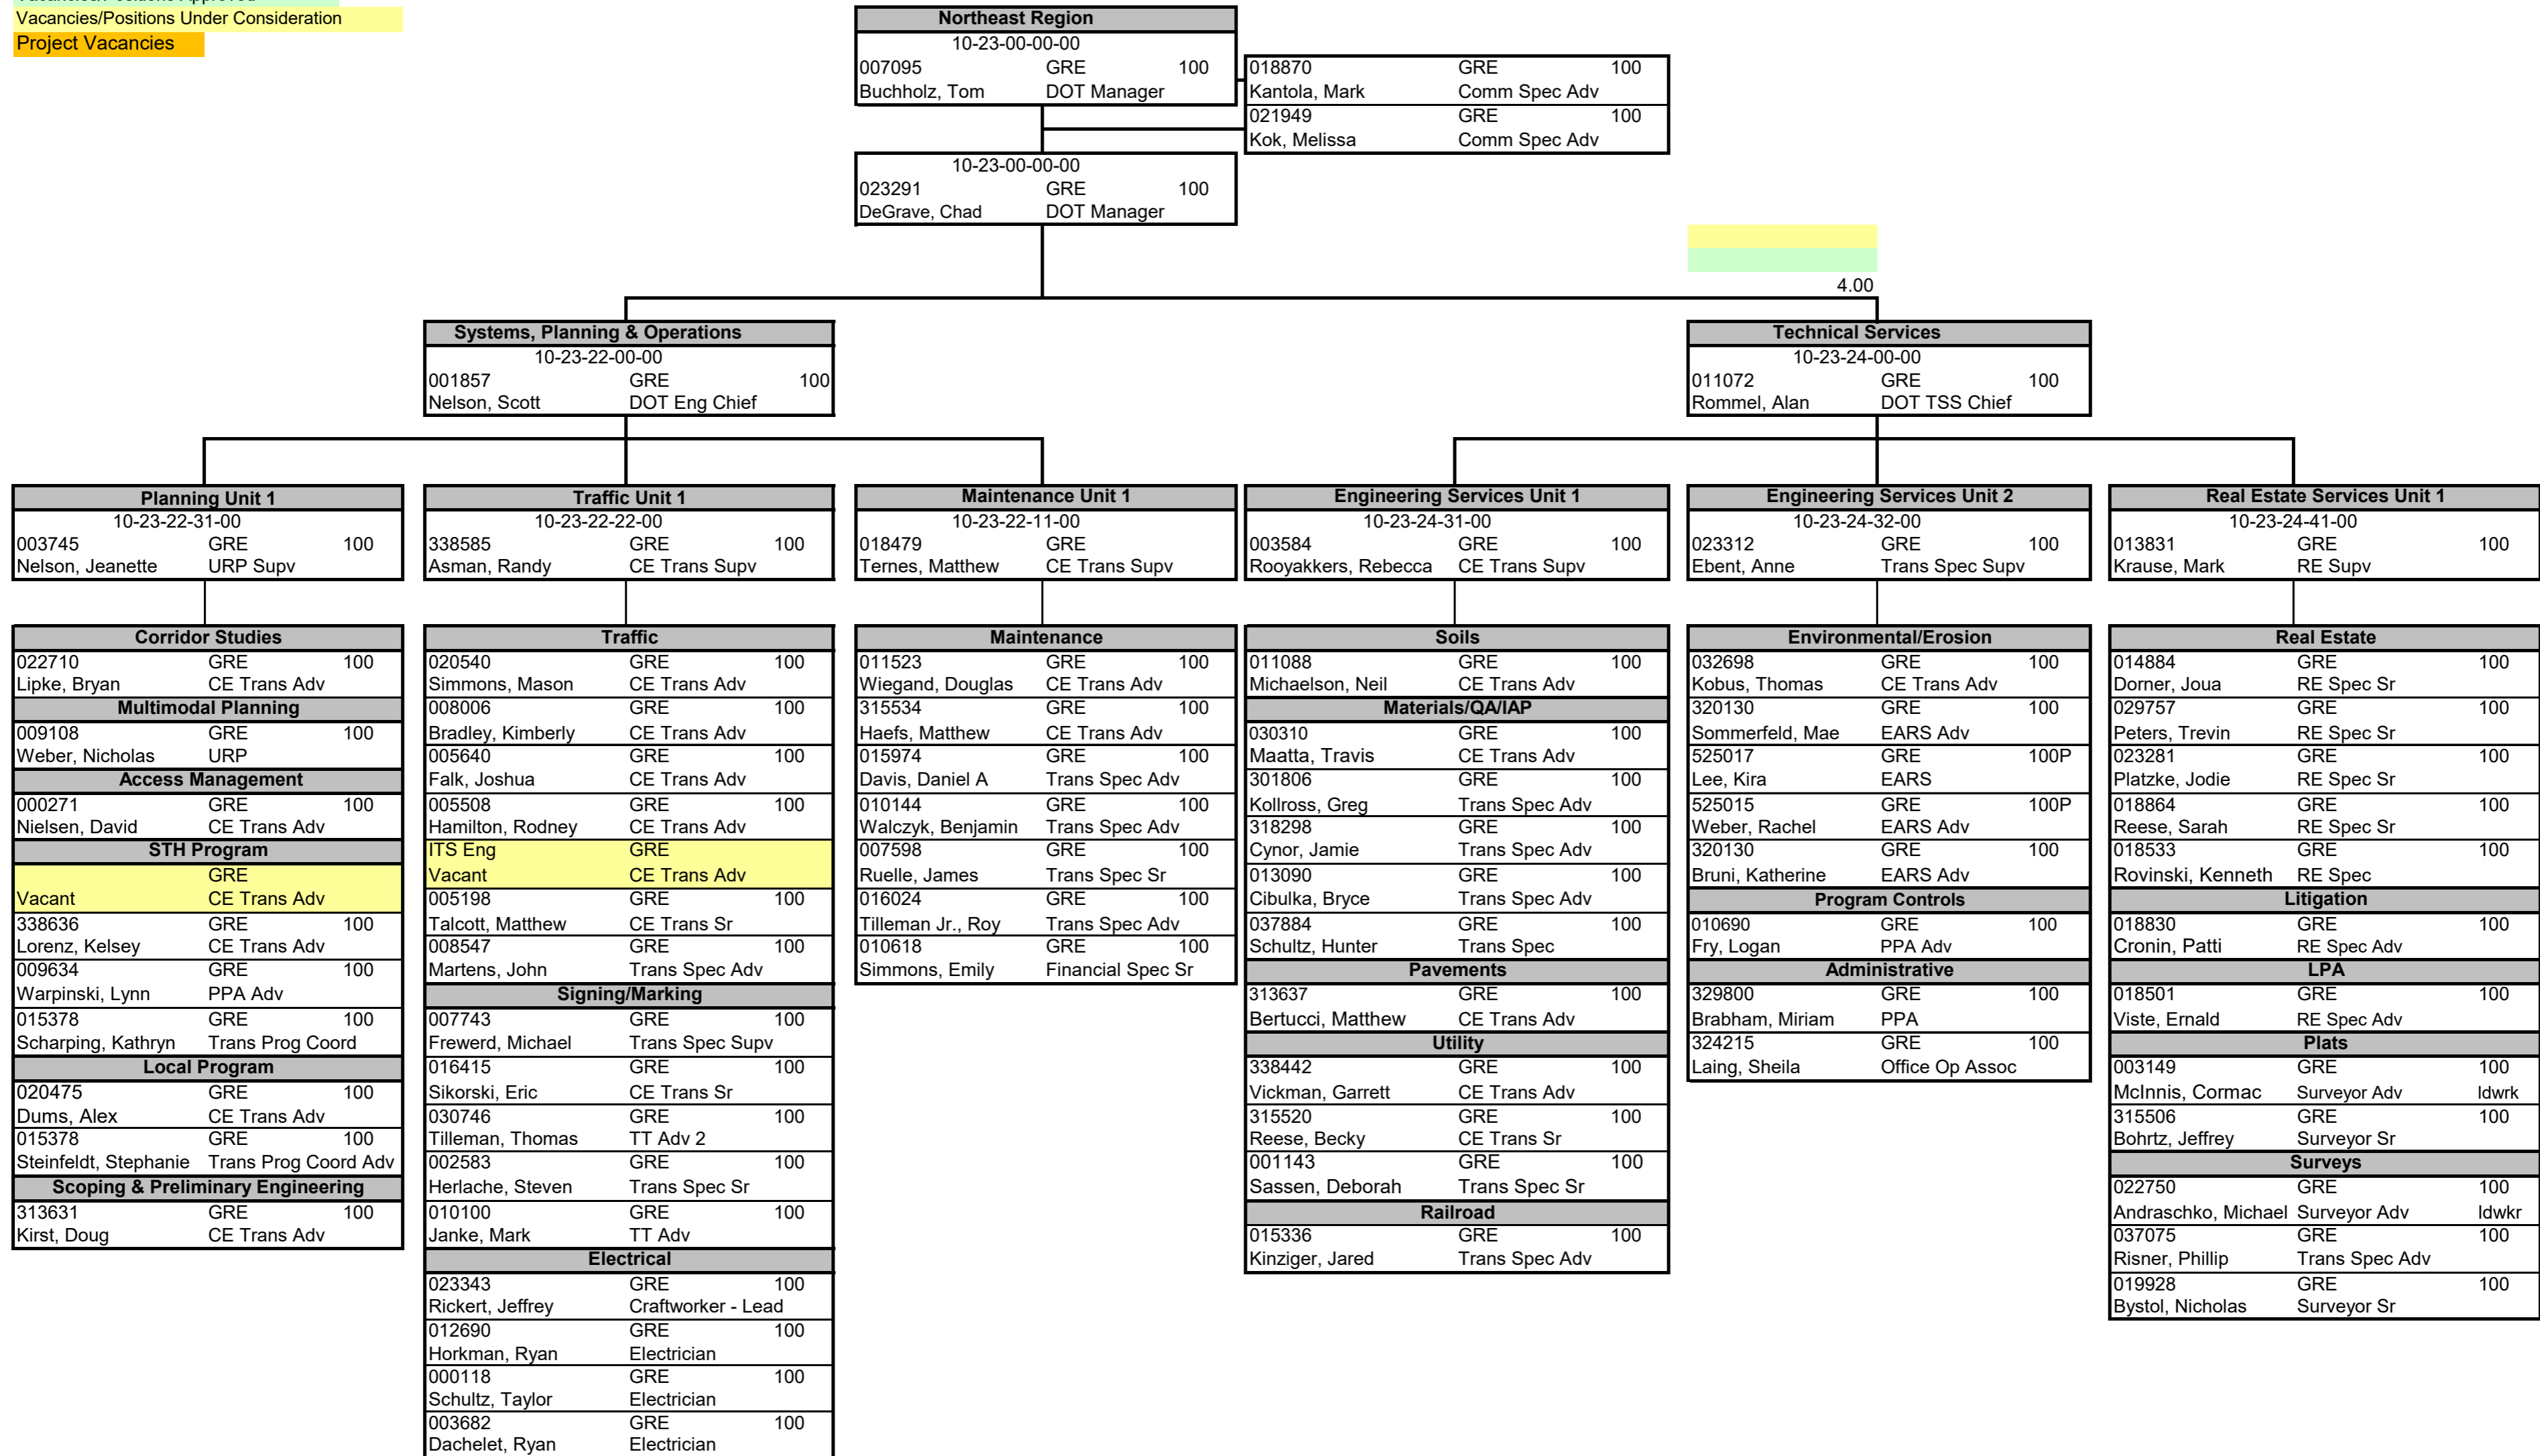 Vacancies/Positions Approved
Vacancies/Positions Under Consideration
Project Vacancies
Northeast Region
10-23-00-00-00
007095 GRE 100
Buchholz, Tom DOT Manager
018870 GRE 100
Kantola, Mark Comm Spec Adv
021949 GRE 100
Kok, Melissa Comm Spec Adv
10-23-00-00-00
023291 GRE 100
DeGrave, Chad DOT Manager
4.00
Systems, Planning & Operations
10-23-22-00-00
001857 GRE 100
Nelson, Scott DOT Eng Chief
Technical Services
10-23-24-00-00
011072 GRE 100
Rommel, Alan DOT TSS Chief
Planning Unit 1
10-23-22-31-00
003745 GRE 100
Nelson, Jeanette URP Supv
Corridor Studies
022710 GRE 100
Lipke, Bryan CE Trans Adv
Multimodal Planning
009108 GRE 100
Weber, Nicholas URP
Access Management
000271 GRE 100
Nielsen, David CE Trans Adv
STH Program
GRE
Vacant CE Trans Adv
338636 GRE 100
Lorenz, Kelsey CE Trans Adv
009634 GRE 100
Warpinski, Lynn PPA Adv
015378 GRE 100
Scharping, Kathryn Trans Prog Coord
Local Program
020475 GRE 100
Dums, Alex CE Trans Adv
015378 GRE 100
Steinfeldt, Stephanie Trans Prog Coord Adv
Scoping & Preliminary Engineering
313631 GRE 100
Kirst, Doug CE Trans Adv
Traffic Unit 1
10-23-22-22-00
338585 GRE 100
Asman, Randy CE Trans Supv
Traffic
020540 GRE 100
Simmons, Mason CE Trans Adv
008006 GRE 100
Bradley, Kimberly CE Trans Adv
005640 GRE 100
Falk, Joshua CE Trans Adv
005508 GRE 100
Hamilton, Rodney CE Trans Adv
ITS Eng GRE
Vacant CE Trans Adv
005198 GRE 100
Talcott, Matthew CE Trans Sr
008547 GRE 100
Martens, John Trans Spec Adv
Signing/Marking
007743 GRE 100
Frewerd, Michael Trans Spec Supv
016415 GRE 100
Sikorski, Eric CE Trans Sr
030746 GRE 100
Tilleman, Thomas TT Adv 2
002583 GRE 100
Herlache, Steven Trans Spec Sr
010100 GRE 100
Janke, Mark TT Adv
Electrical
023343 GRE 100
Rickert, Jeffrey Craftworker - Lead
012690 GRE 100
Horkman, Ryan Electrician
000118 GRE 100
Schultz, Taylor Electrician
003682 GRE 100
Dachelet, Ryan Electrician
Maintenance Unit 1
10-23-22-11-00
018479 GRE
Ternes, Matthew CE Trans Supv
Maintenance
011523 GRE 100
Wiegand, Douglas CE Trans Adv
315534 GRE 100
Haefs, Matthew CE Trans Adv
015974 GRE 100
Davis, Daniel A Trans Spec Adv
010144 GRE 100
Walczyk, Benjamin Trans Spec Adv
007598 GRE 100
Ruelle, James Trans Spec Sr
016024 GRE 100
Tilleman Jr., Roy Trans Spec Adv
010618 GRE 100
Simmons, Emily Financial Spec Sr
Engineering Services Unit 1
10-23-24-31-00
003584 GRE 100
Rooyakkers, Rebecca CE Trans Supv
Soils
011088 GRE 100
Michaelson, Neil CE Trans Adv
Materials/QA/IAP
030310 GRE 100
Maatta, Travis CE Trans Adv
301806 GRE 100
Kollross, Greg Trans Spec Adv
318298 GRE 100
Cynor, Jamie Trans Spec Adv
013090 GRE 100
Cibulka, Bryce Trans Spec Adv
037884 GRE 100
Schultz, Hunter Trans Spec
Pavements
313637 GRE 100
Bertucci, Matthew CE Trans Adv
Utility
338442 GRE 100
Vickman, Garrett CE Trans Adv
315520 GRE 100
Reese, Becky CE Trans Sr
001143 GRE 100
Sassen, Deborah Trans Spec Sr
Railroad
015336 GRE 100
Kinziger, Jared Trans Spec Adv
Engineering Services Unit 2
10-23-24-32-00
023312 GRE 100
Ebent, Anne Trans Spec Supv
Environmental/Erosion
032698 GRE 100
Kobus, Thomas CE Trans Adv
320130 GRE 100
Sommerfeld, Mae EARS Adv
525017 GRE 100P
Lee, Kira EARS
525015 GRE 100P
Weber, Rachel EARS Adv
320130 GRE 100
Bruni, Katherine EARS Adv
Program Controls
010690 GRE 100
Fry, Logan PPA Adv
Administrative
329800 GRE 100
Brabham, Miriam PPA
324215 GRE 100
Laing, Sheila Office Op Assoc
Real Estate Services Unit 1
10-23-24-41-00
013831 GRE 100
Krause, Mark RE Supv
Real Estate
014884 GRE 100
Dorner, Joua RE Spec Sr
029757 GRE 100
Peters, Trevin RE Spec Sr
023281 GRE 100
Platzke, Jodie RE Spec Sr
018864 GRE 100
Reese, Sarah RE Spec Sr
018533 GRE 100
Rovinski, Kenneth RE Spec
Litigation
018830 GRE 100
Cronin, Patti RE Spec Adv
LPA
018501 GRE 100
Viste, Ernald RE Spec Adv
Plats
003149 GRE 100
McInnis, Cormac Surveyor Adv ldwrk
315506 GRE 100
Bohrtz, Jeffrey Surveyor Sr
Surveys
022750 GRE 100
Andraschko, Michael Surveyor Adv ldwkr
037075 GRE 100
Risner, Phillip Trans Spec Adv
019928 GRE 100
Bystol, Nicholas Surveyor Sr